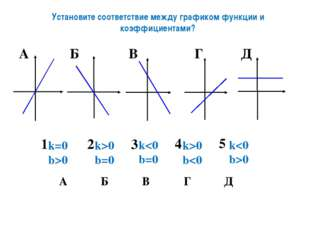 Установите соответствие между графиком функции и
коэффициентами?
А Б В Г Д
1 k=0 2 k>0 3 k<0 4 k>0 5 k<0
b>0 b=0 b=0 b<0 b>0
А Б В Г Д